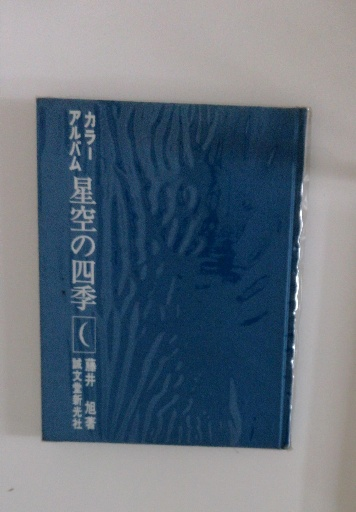 カラー
アルバム
星空の四季
藤井 旭著
誠文堂新光社